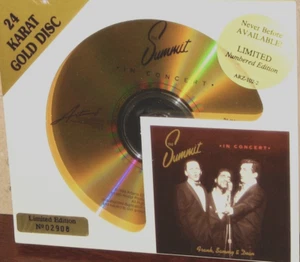 24
KARAT
GOLD DISC
Summit
•IN CONCERT•
Never Before
AVAILABLE!
LIMITED
Numbered Edition
Summit
•IN CONCERT•
Frank, Sammy & Dean
Limited Edition
Nº02908